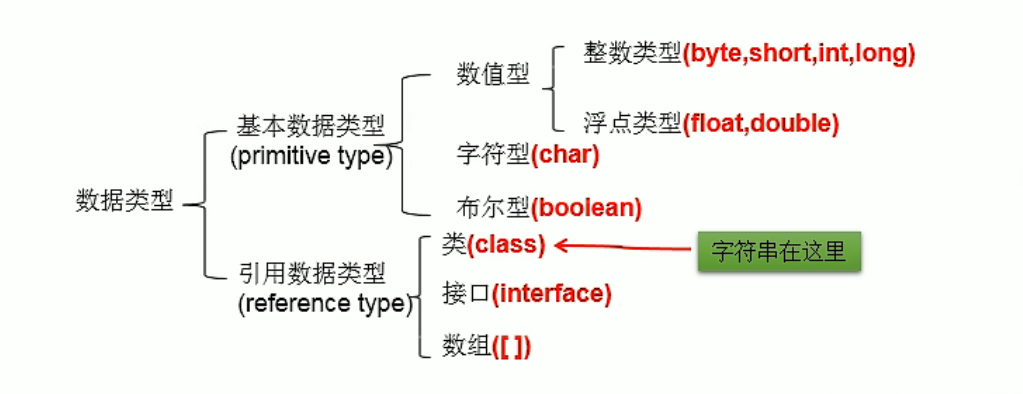 整数类型(byte,short,int,long)
数值型
浮点类型(float,double)
基本数据类型
(primitive type)
字符型(char)
布尔型(boolean)
数据类型
类(class)
字符串在这里
引用数据类型
(reference type)
接口(interface)
数组([ ])